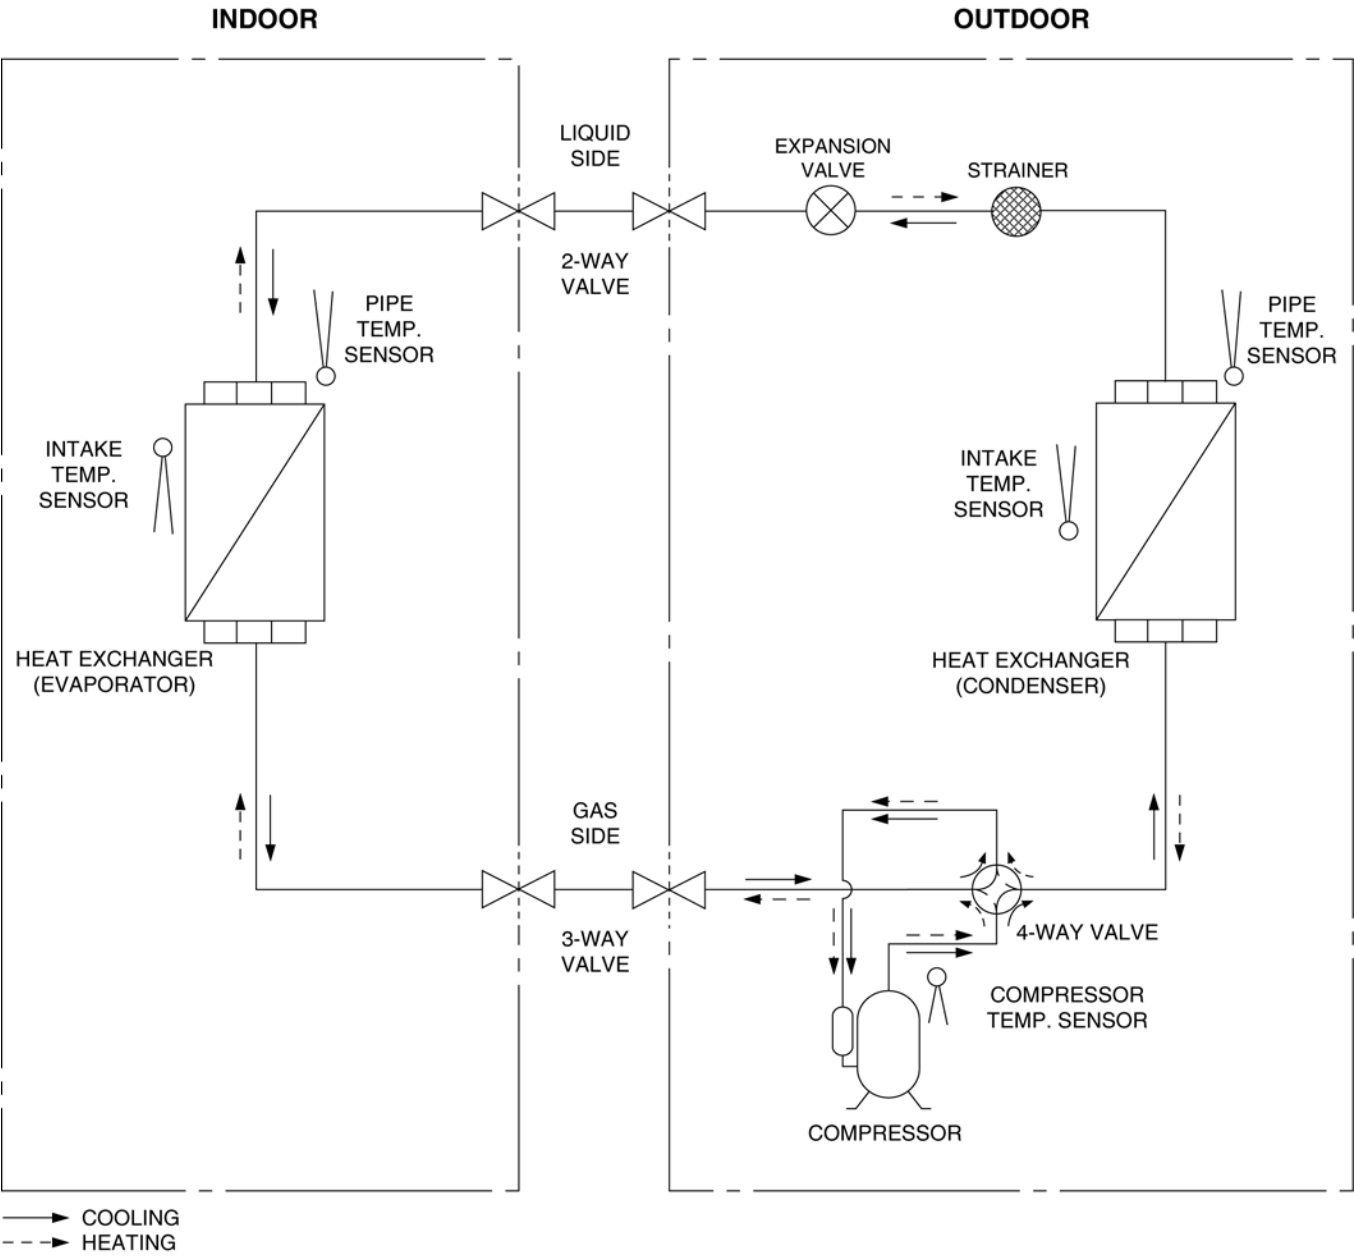 INDOOR
OUTDOOR
LIQUID
SIDE
EXPANSION
VALVE
STRAINER
2-WAY
VALVE
PIPE
TEMP.
SENSOR
PIPE
TEMP.
SENSOR
INTAKE
TEMP.
SENSOR
INTAKE
TEMP.
SENSOR
HEAT EXCHANGER
(EVAPORATOR)
HEAT EXCHANGER
(CONDENSER)
GAS
SIDE
3-WAY
VALVE
4-WAY VALVE
COMPRESSOR
TEMP. SENSOR
COMPRESSOR
COOLING
HEATING